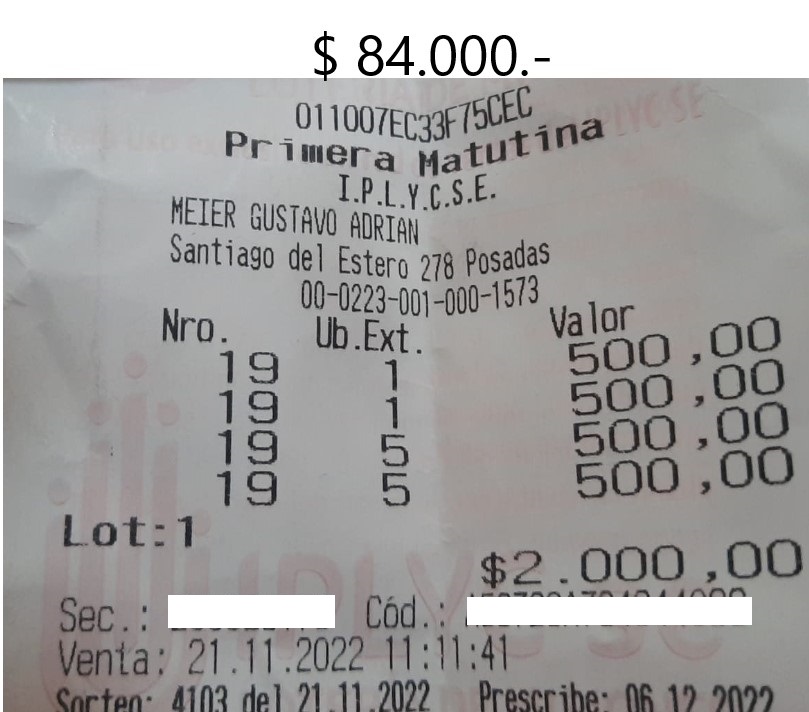 $ 84.000.-
011007EC33F75CEC
Primera Matutina
I.P.L.Y.C.S.E.
MEIER GUSTAVO ADRIAN
Santiago del Estero 278 Posadas
00-0223-001-000-1573
Nro. Ub.Ext. Valor
19 1 500,00
19 1 500,00
19 5 500,00
19 5 500,00
Lot:1
$2.000,00
Sec.: Cód.:
Venta: 21.11.2022 11:11:41
Sorteo: 4103 del 21.11.2022 Prescribe: 06.12.2022